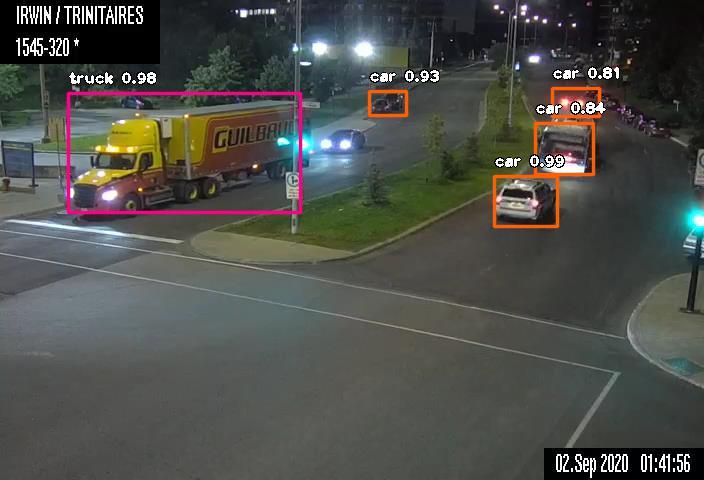 IRWIN / TRINITAIRES
1545-320 *
truck 0.98
car 0.93
car 0.81
car 0.84
car 0.99
GUILBAU
02.Sep 2020 01:41:56